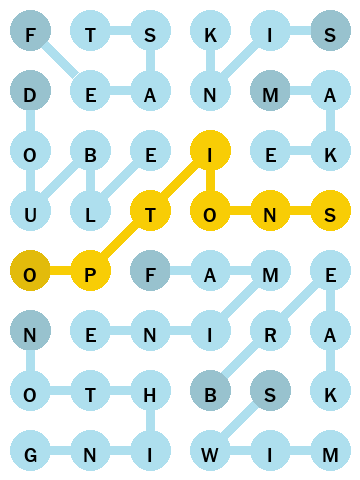 F T S K I S
D E A N M A
O B E I E K
U L T O N S
O P F A M E
N E N I R A
O T H B S K
G N I W I M